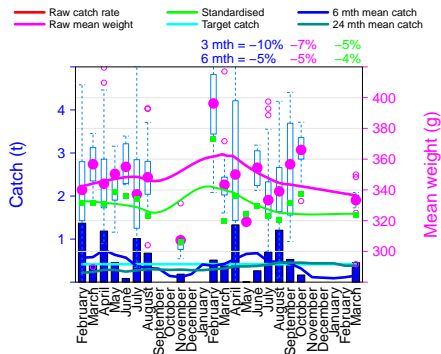 Raw catch rate Standardised 6 mth mean catch
Raw mean weight Target catch 24 mth mean catch
3 mth = −10% −7% −5%
6 mth = −5% −5% −4%
Catch (t)
1
2
3
4
5
Mean weight (g)
300
320
340
360
380
400
420
February
March
April
May
June
July
August
September
October
November
December
January
February
March
April
May
June
July
August
September
October
November
December
January
February
March